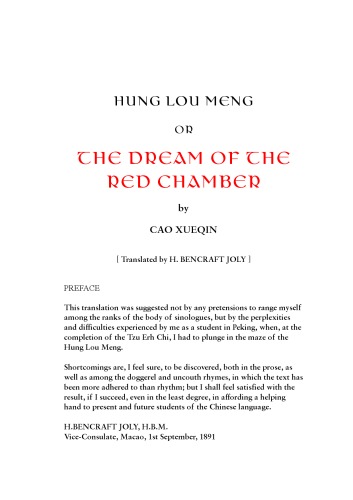 HUNG LOU MENG
OR
THE DREAM OF THE
RED CHAMBER
by
CAO XUEQIN
[ Translated by H. BENCRAFT JOLY ]
PREFACE
This translation was suggested not by any pretensions to range myself
among the ranks of the body of sinologues, but by the perplexities
and difficulties experienced by me as a student in Peking, when, at the
completion of the Tzu Erh Chi, I had to plunge in the maze of the
Hung Lou Meng.
Shortcomings are, I feel sure, to be discovered, both in the prose, as
well as among the doggerel and uncouth rhymes, in which the text has
been more adhered to than rhythm; but I shall feel satisfied with the
result, if I succeed, even in the least degree, in affording a helping
hand to present and future students of the Chinese language.
H.BENCRAFT JOLY, H.B.M.
Vice-Consulate, Macao, 1st September, 1891